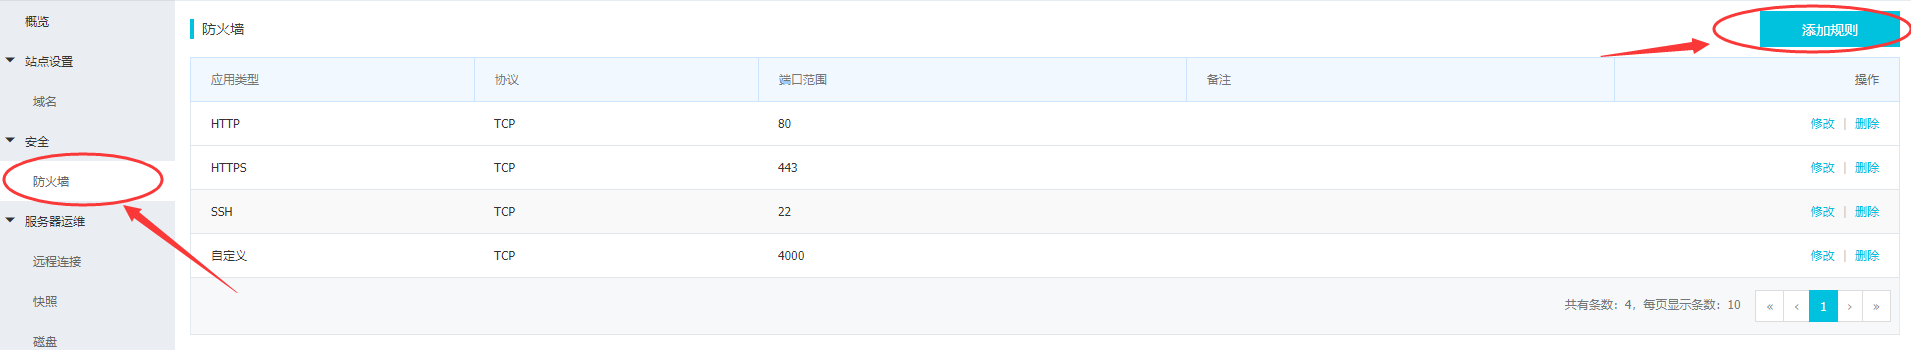 概览
站点设置
域名
安全
防火墙
服务器运维
远程连接
快照
磁盘
防火墙
添加规则
应用类型 协议 端口范围 备注 操作
HTTP TCP 80 修改 | 删除
HTTPS TCP 443 修改 | 删除
SSH TCP 22 修改 | 删除
自定义 TCP 4000 修改 | 删除
共有条数：4，每页显示条数：10 « ‹ 1 › »